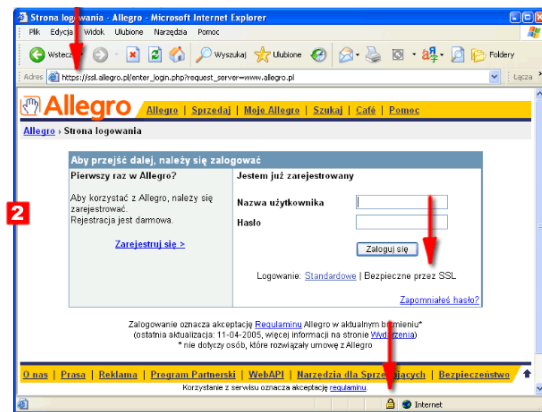 Strona logowania - Allegro - Microsoft Internet Explorer
Plik Edycja Widok Ulubione Narzędzia Pomoc
Wstecz Wyszukaj Ulubione Foldery
Adres https://ssl.allegro.pl/enter_login.php?request_server=www.allegro.pl Łącza
Allegro Allegro | Sprzedaj | Moje Allegro | Szukaj | Café | Pomoc
Allegro › Strona logowania
Aby przejść dalej, należy się zalogować
Pierwszy raz w Allegro?
Aby korzystać z Allegro, należy się
zarejestrować.
Rejestracja jest darmowa.
Zarejestruj się >
Jestem już zarejestrowany
Nazwa użytkownika
Hasło
Zaloguj się
Logowanie: Standardowe | Bezpieczne przez SSL
Zapomniałeś hasło?
2
Zalogowanie oznacza akceptację Regulaminu Allegro w aktualnym brzmieniu*
(ostatnia aktualizacja: 11-04-2005, więcej informacji na stronie Wydarzenia)
* nie dotyczy osób, które rozwiązały umowę z Allegro
O nas | Prasa | Reklama | Program Partnerski | WebAPI | Narzędzia dla Sprzedających | Bezpieczeństwo
Korzystanie z serwisu oznacza akceptację regulaminu.
Internet